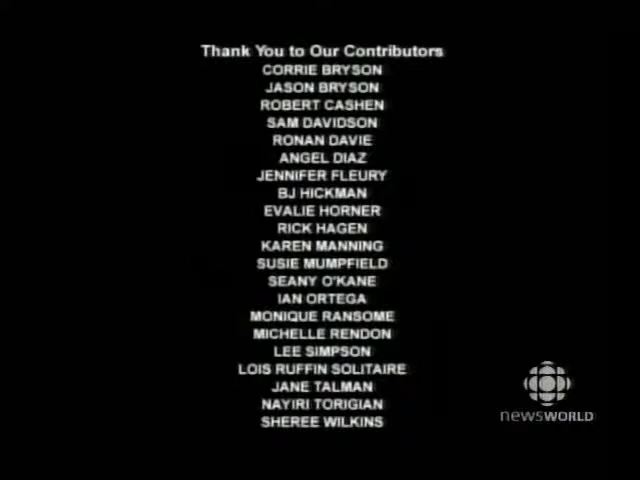 Thank You to Our Contributors
CORRIE BRYSON
JASON BRYSON
ROBERT CASHEN
SAM DAVIDSON
RONAN DAVIE
ANGEL DIAZ
JENNIFER FLEURY
BJ HICKMAN
EVALIE HORNER
RICK HAGEN
KAREN MANNING
SUSIE MUMPFIELD
SEANY O'KANE
IAN ORTEGA
MONIQUE RANSOME
MICHELLE RENDON
LEE SIMPSON
LOIS RUFFIN SOLITAIRE
JANE TALMAN
NAYIRI TORIGIAN
SHEREE WILKINS
newsWORLD